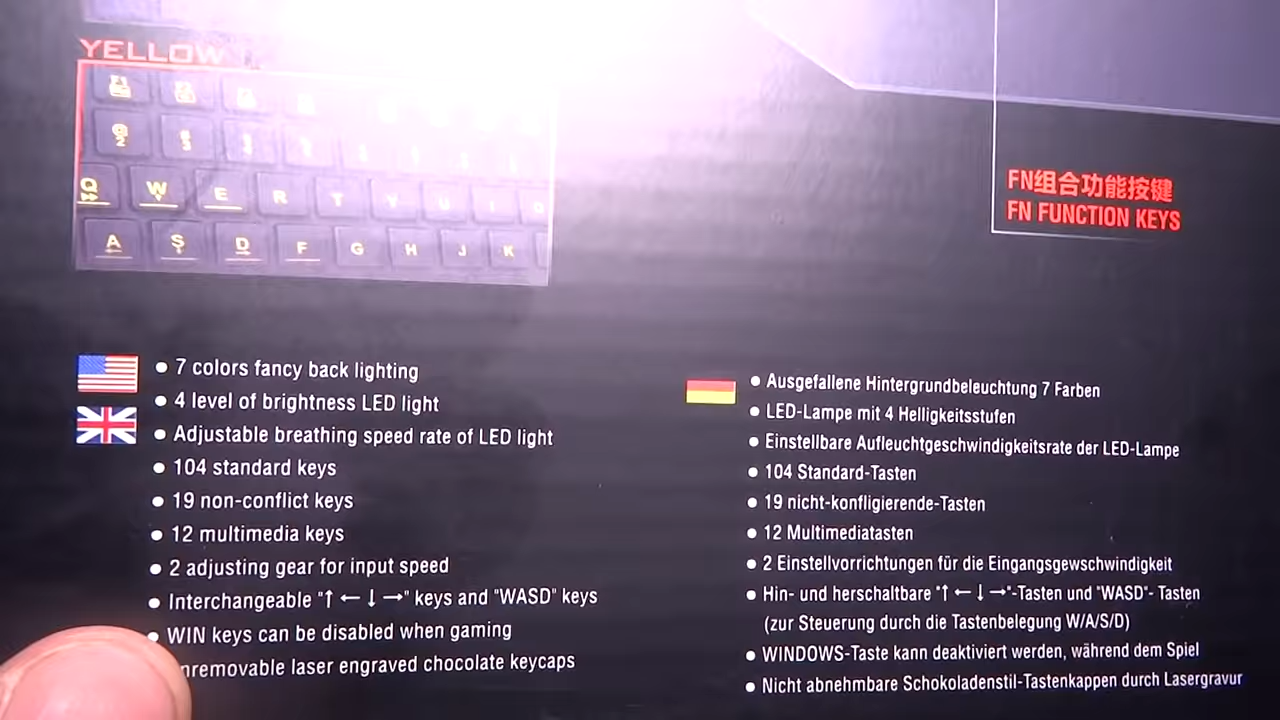 YELLOW
Q W E R T Y U I O
A S D F G H J K
FN组合功能按键
FN FUNCTION KEYS
● 7 colors fancy back lighting
● 4 level of brightness LED light
● Adjustable breathing speed rate of LED light
● 104 standard keys
● 19 non-conflict keys
● 12 multimedia keys
● 2 adjusting gear for input speed
● Interchangeable "↑ ← ↓ →" keys and "WASD" keys
● WIN keys can be disabled when gaming
nremovable laser engraved chocolate keycaps
● Ausgefallene Hintergrundbeleuchtung 7 Farben
● LED-Lampe mit 4 Helligkeitsstufen
● Einstellbare Aufleuchtgeschwindigkeitsrate der LED-Lampe
● 104 Standard-Tasten
● 19 nicht-konfligierende-Tasten
● 12 Multimediatasten
● 2 Einstellvorrichtungen für die Eingangsgewschwindigkeit
● Hin- und herschaltbare "↑ ← ↓ →"-Tasten und "WASD"- Tasten
(zur Steuerung durch die Tastenbelegung W/A/S/D)
● WINDOWS-Taste kann deaktiviert werden, während dem Spiel
● Nicht abnehmbare Schokoladenstil-Tastenkappen durch Lasergravur